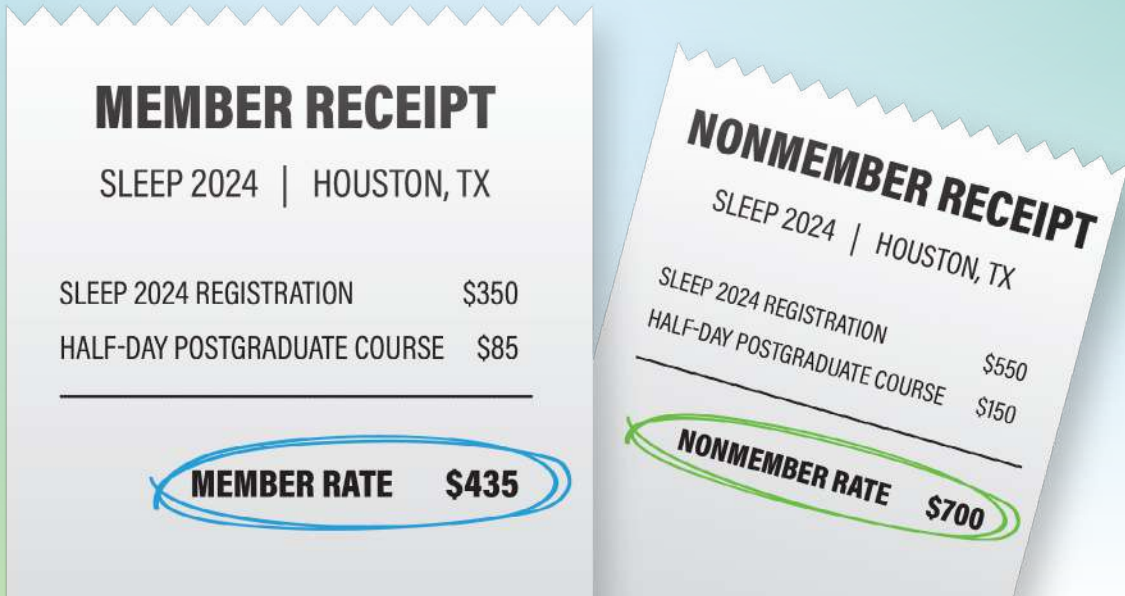 MEMBER RECEIPT
SLEEP 2024 | HOUSTON, TX
SLEEP 2024 REGISTRATION $350
HALF-DAY POSTGRADUATE COURSE $85
MEMBER RATE $435
NONMEMBER RECEIPT
SLEEP 2024 | HOUSTON, TX
SLEEP 2024 REGISTRATION $550
HALF-DAY POSTGRADUATE COURSE $150
NONMEMBER RATE $700